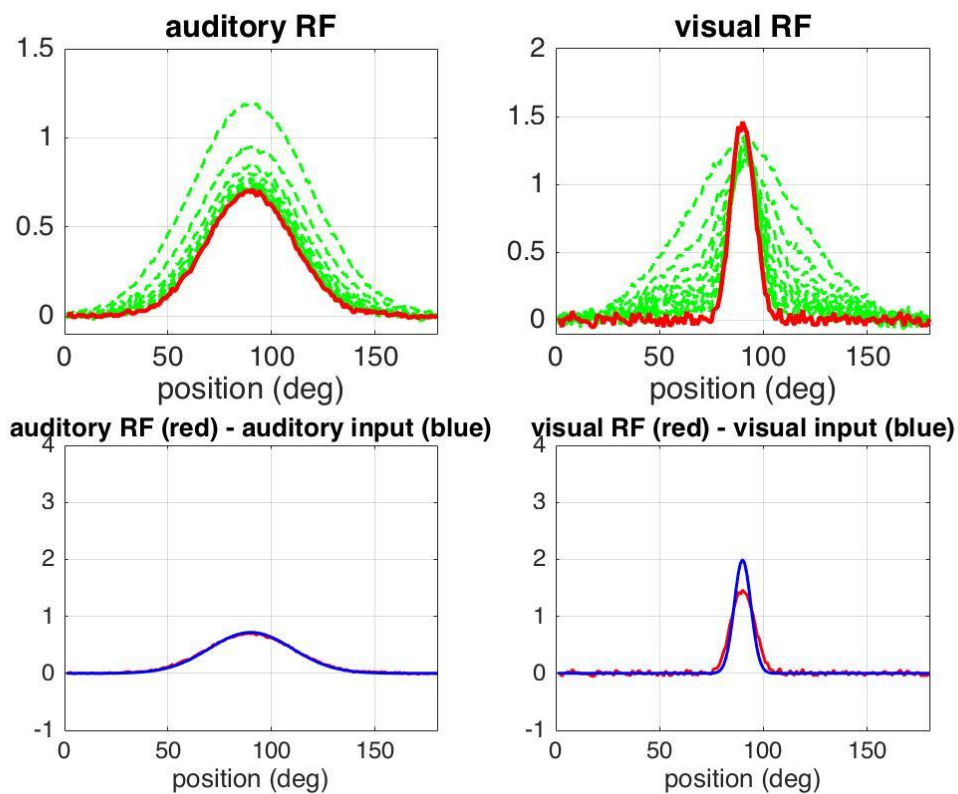 auditory RF
1.5
1
0.5
0
0 50 100 150
position (deg)
visual RF
2
1.5
1
0.5
0
0 50 100 150
position (deg)
auditory RF (red) - auditory input (blue)
4
3
2
1
0
-1
0 50 100 150
position (deg)
visual RF (red) - visual input (blue)
4
3
2
1
0
-1
0 50 100 150
position (deg)